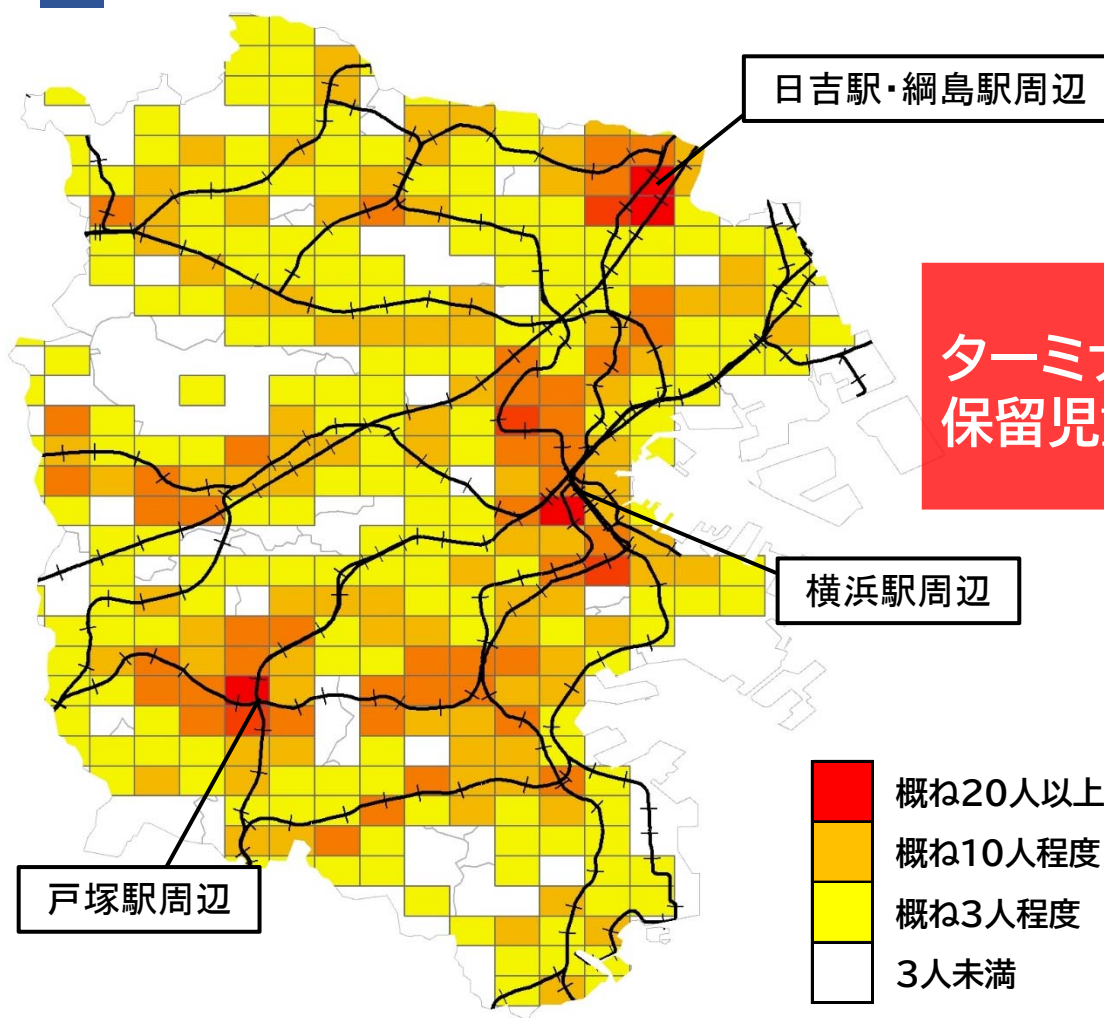 日吉駅・綱島駅周辺
ターミナ
保留児
横浜駅周辺
戸塚駅周辺
概ね20人以上
概ね10人程度
概ね3人程度
3人未満